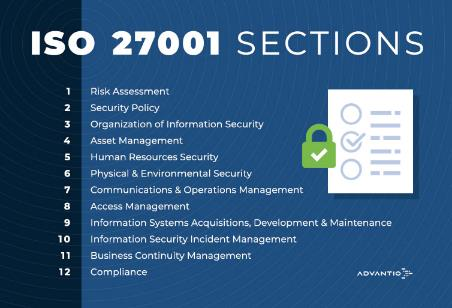 ISO 27001 SECTIONS
1 Risk Assessment
2 Security Policy
3 Organization of Information Security
4 Asset Management
5 Human Resources Security
6 Physical & Environmental Security
7 Communications & Operations Management
8 Access Management
9 Information Systems Acquisitions, Development & Maintenance
10 Information Security Incident Management
11 Business Continuity Management
12 Compliance
ADVANTIO